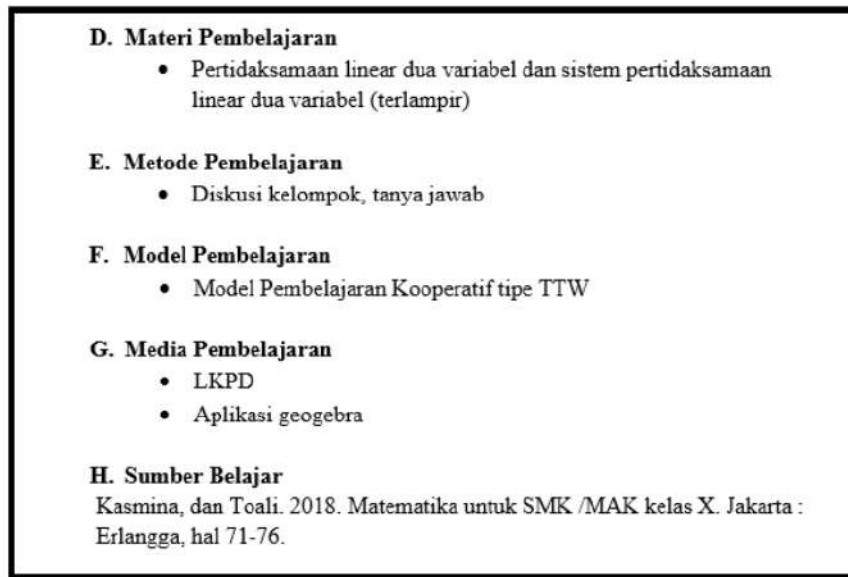 D. Materi Pembelajaran
• Pertidaksamaan linear dua variabel dan sistem pertidaksamaan
linear dua variabel (terlampir)
E. Metode Pembelajaran
• Diskusi kelompok, tanya jawab
F. Model Pembelajaran
• Model Pembelajaran Kooperatif tipe TTW
G. Media Pembelajaran
• LKPD
• Aplikasi geogebra
H. Sumber Belajar
Kasmina, dan Toali. 2018. Matematika untuk SMK /MAK kelas X. Jakarta :
Erlangga, hal 71-76.